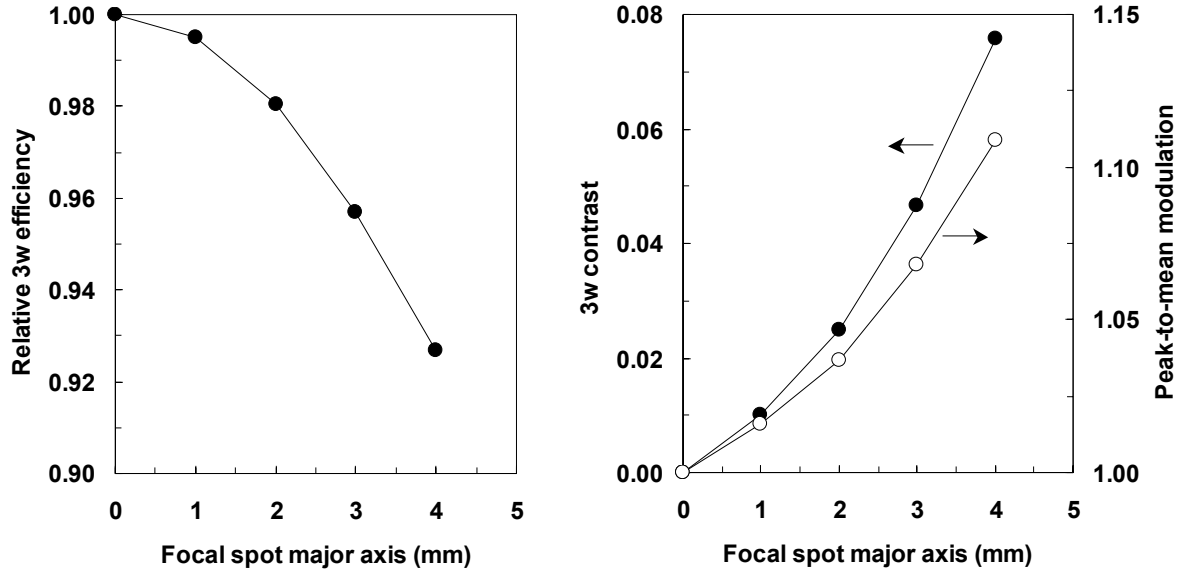 Relative 3w efficiency
1.00
0.98
0.96
0.94
0.92
0.90
0 1 2 3 4 5
Focal spot major axis (mm)
3w contrast
0.08
0.06
0.04
0.02
0.00
0 1 2 3 4 5
Focal spot major axis (mm)
1.15
1.10
1.05
1.00
Peak-to-mean modulation